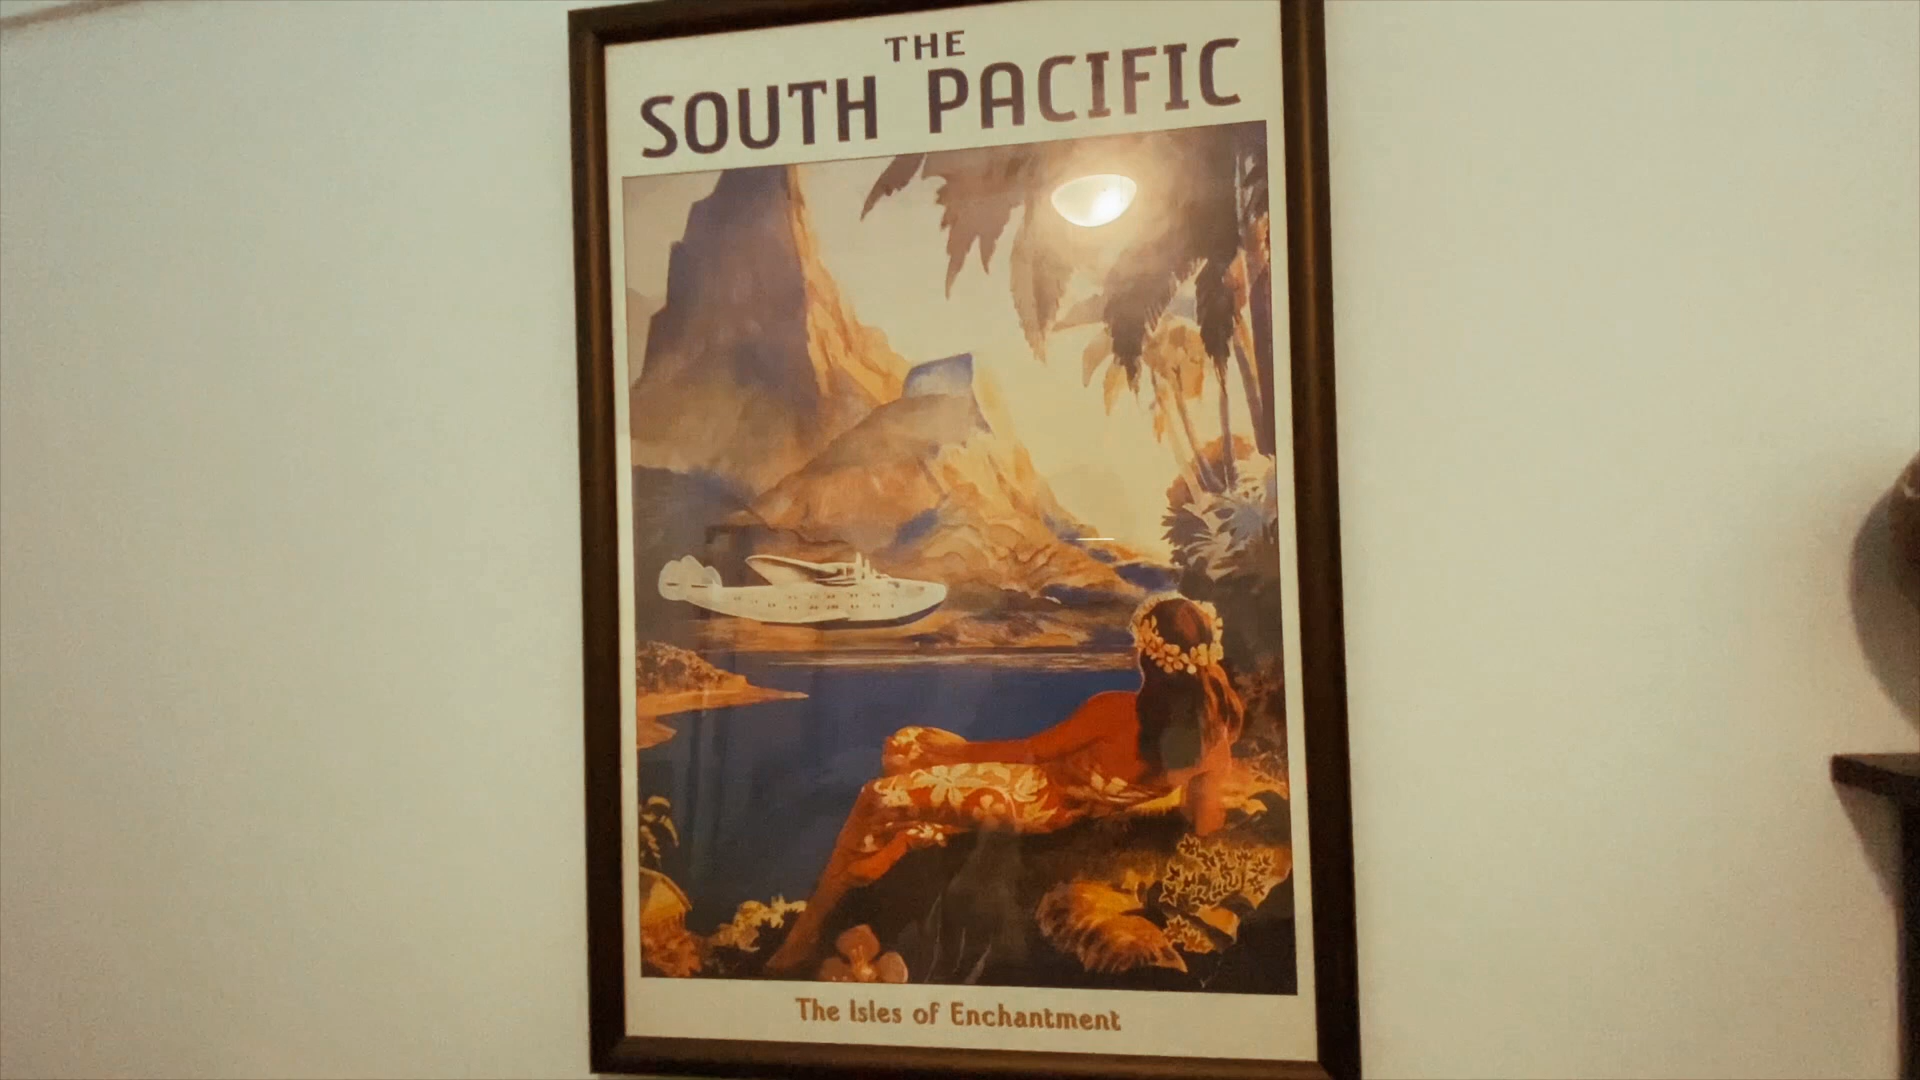 THE
SOUTH PACIFIC
The Isles of Enchantment